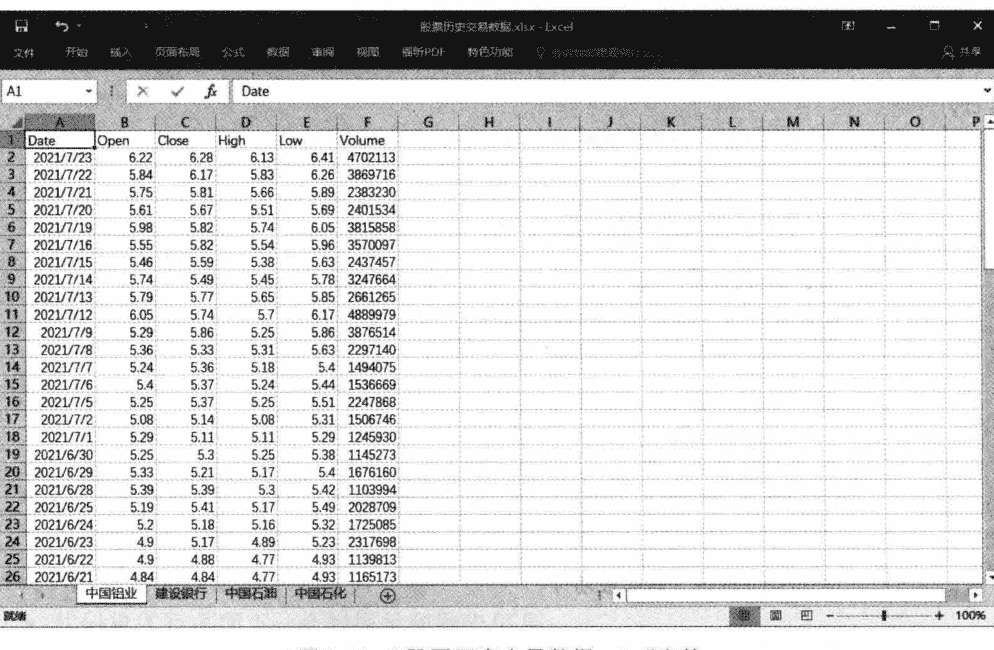 股票历史交易数据.xlsx - Excel
文件 开始 插入 页面布局 公式 数据 审阅 视图 福昕PDF 特色功能 共享
A1 fx Date
A B C D E F G H I J K L M N O P
1 Date Open Close High Low Volume
2 2021/7/23 6.22 6.28 6.13 6.41 4702113
3 2021/7/22 5.84 6.17 5.83 6.26 3869716
4 2021/7/21 5.75 5.81 5.66 5.89 2383230
5 2021/7/20 5.61 5.67 5.51 5.69 2401534
6 2021/7/19 5.98 5.82 5.74 6.05 3815858
7 2021/7/16 5.55 5.82 5.54 5.96 3570097
8 2021/7/15 5.46 5.59 5.38 5.63 2437457
9 2021/7/14 5.74 5.49 5.45 5.78 3247664
10 2021/7/13 5.79 5.77 5.65 5.85 2661265
11 2021/7/12 6.05 5.74 5.7 6.17 4889979
12 2021/7/9 5.29 5.86 5.25 5.86 3876514
13 2021/7/8 5.36 5.33 5.31 5.63 2297140
14 2021/7/7 5.24 5.36 5.18 5.4 1494075
15 2021/7/6 5.4 5.37 5.24 5.44 1536669
16 2021/7/5 5.25 5.37 5.25 5.51 2247868
17 2021/7/2 5.08 5.14 5.08 5.31 1506746
18 2021/7/1 5.29 5.11 5.11 5.29 1245930
19 2021/6/30 5.25 5.3 5.25 5.38 1145273
20 2021/6/29 5.33 5.21 5.17 5.4 1676160
21 2021/6/28 5.39 5.39 5.3 5.42 1103994
22 2021/6/25 5.19 5.41 5.17 5.49 2028709
23 2021/6/24 5.2 5.18 5.16 5.32 1725085
24 2021/6/23 4.9 5.17 4.89 5.23 2317698
25 2021/6/22 4.9 4.88 4.77 4.93 1139813
26 2021/6/21 4.84 4.84 4.77 4.93 1165173
中国铝业 建设银行 中国石油 中国石化
就绪 100%